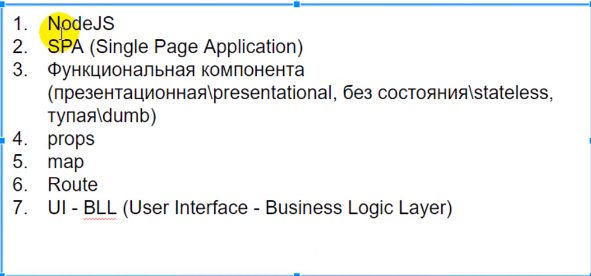 1. NodeJS
2. SPA (Single Page Application)
3. Функциональная компонента
(презентационная\presentational, без состояния\stateless,
тупая\dumb)
4. props
5. map
6. Route
7. UI - BLL (User Interface - Business Logic Layer)